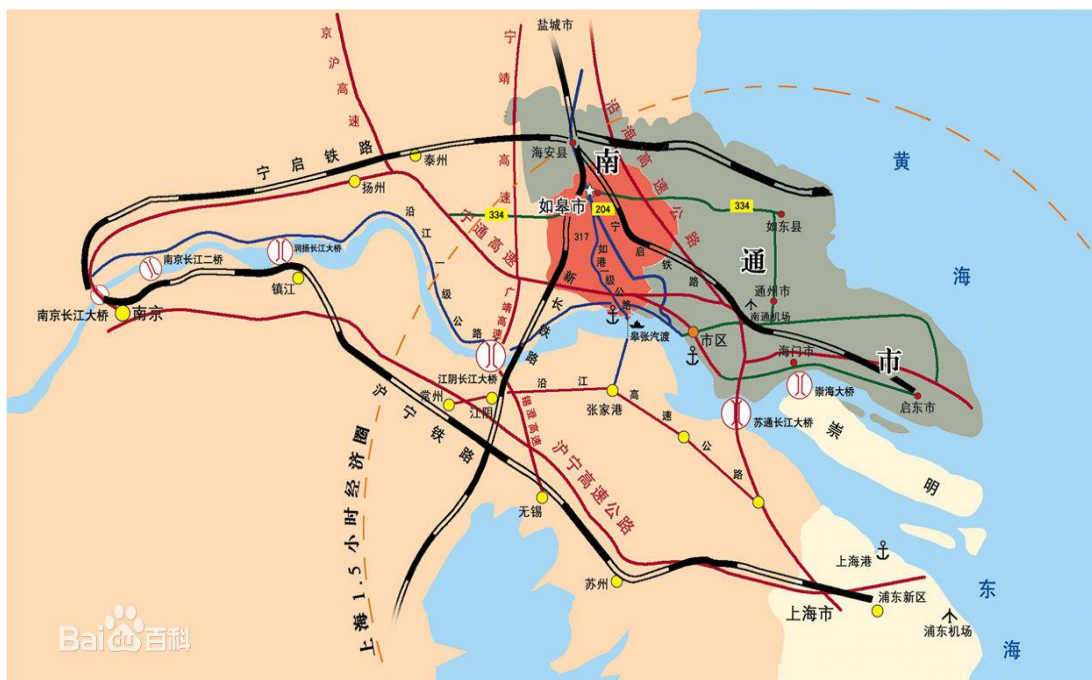 盐城市
京沪高速
宁靖高速
沿海高速公路
宁启铁路
泰州
扬州
海安县
南通市
如皋市
204
334
334
317
如东县
宁通高速
沿江一级公路
如港一级公路
宁启铁路
新长铁路
广靖高速
通州市
南通机场
南京长江二桥
润扬长江大桥
镇江
南京长江大桥
南京
皋张汽渡
市区
海门市
崇海大桥
启东市
江阴长江大桥
常州
江阴
沿江高速公路
张家港
苏通长江大桥
锡澄高速
沪宁铁路
沪宁高速公路
崇明
无锡
苏州
上海1.5小时经济圈
上海港
上海市
浦东新区
浦东机场
黄海
东海
Bai du 百科